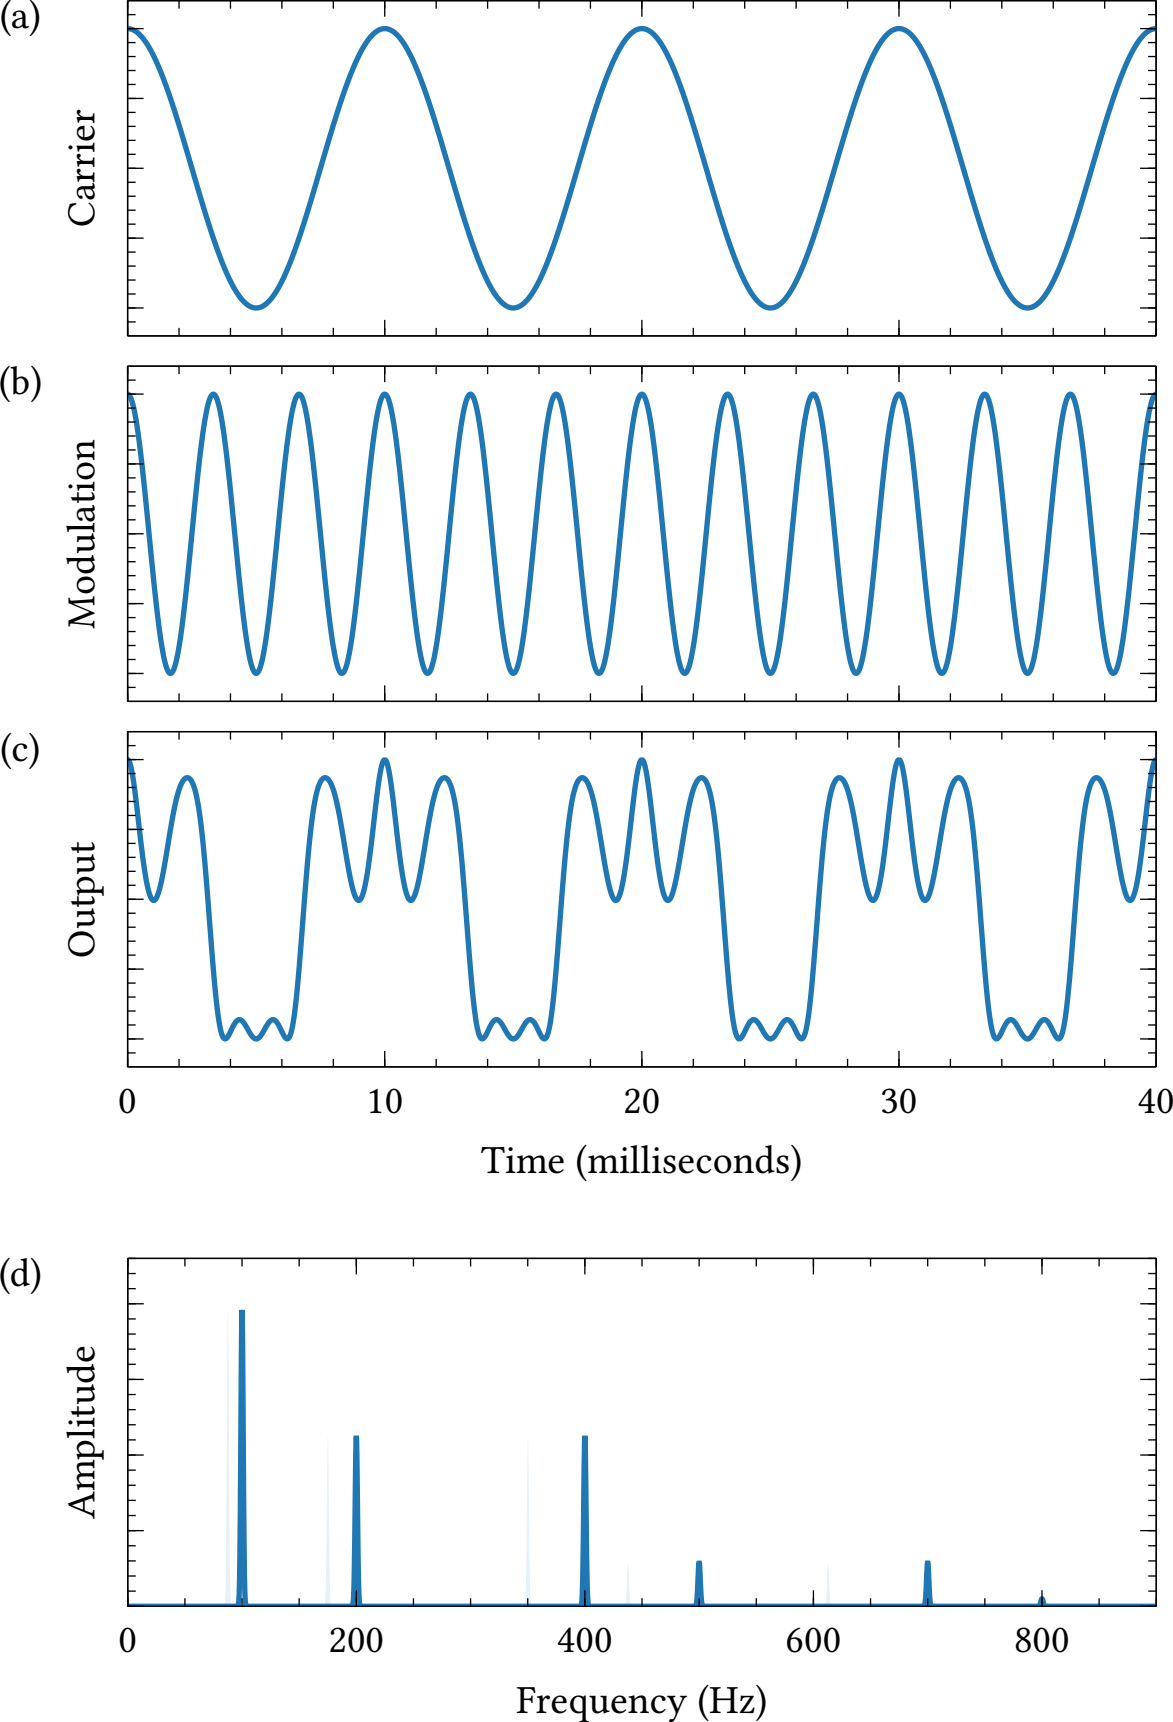 (a)
Carrier
(b)
Modulation
(c)
Output
0 10 20 30 40
Time (milliseconds)
(d)
Amplitude
0 200 400 600 800
Frequency (Hz)